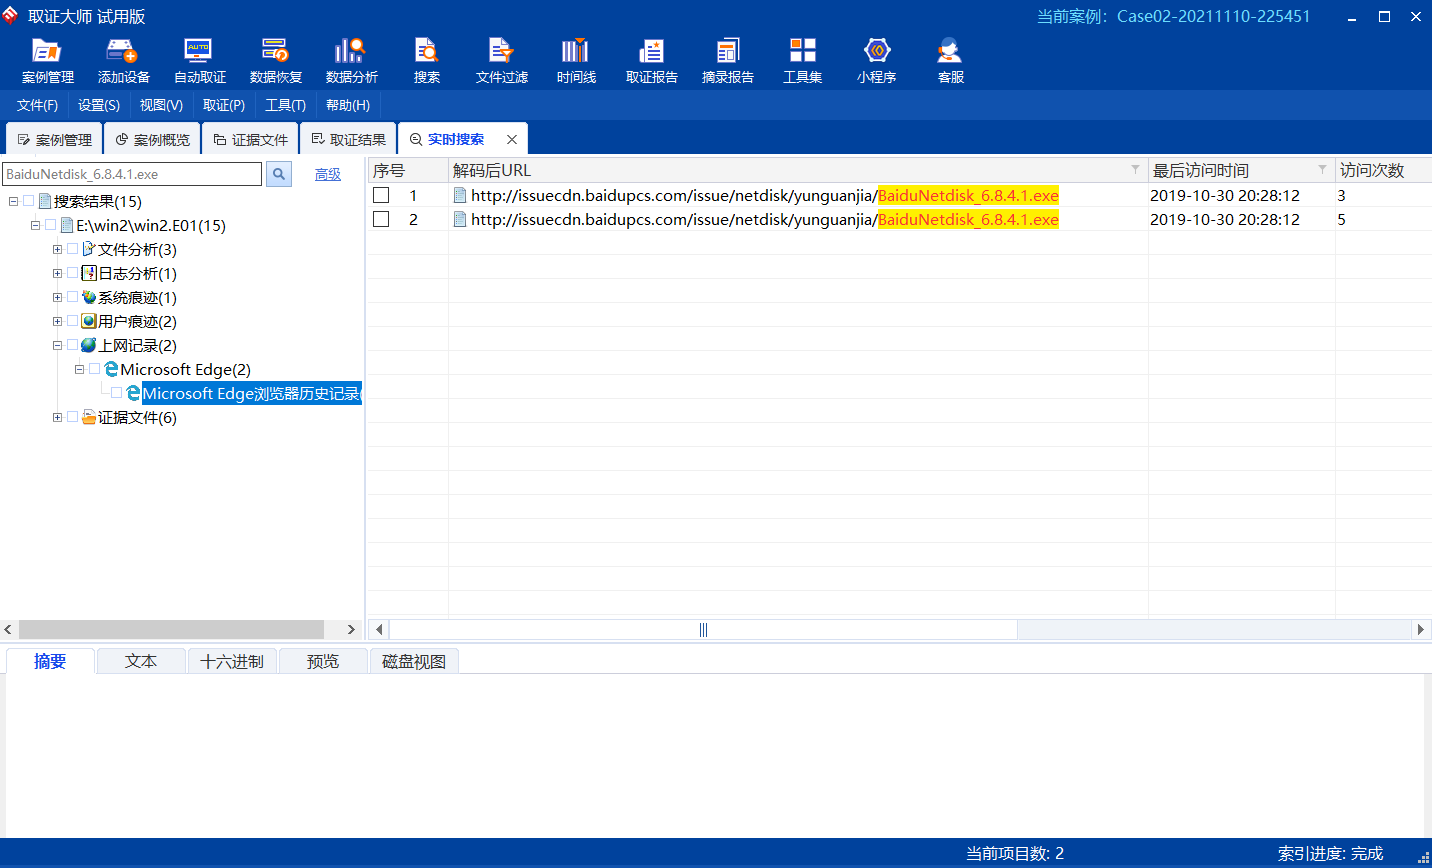 取证大师 试用版
当前案例：Case02-20211110-225451
案例管理 添加设备 自动取证 数据恢复 数据分析 搜索 文件过滤 时间线 取证报告 摘录报告 工具集 小程序 客服
文件(F) 设置(S) 视图(V) 取证(P) 工具(T) 帮助(H)
案例管理 案例概览 证据文件 取证结果 实时搜索
BaiduNetdisk_6.8.4.1.exe 高级
序号 解码后URL 最后访问时间 访问次数
1 http://issuecdn.baidupcs.com/issue/netdisk/yunguanjia/BaiduNetdisk_6.8.4.1.exe 2019-10-30 20:28:12 3
2 http://issuecdn.baidupcs.com/issue/netdisk/yunguanjia/BaiduNetdisk_6.8.4.1.exe 2019-10-30 20:28:12 5
搜索结果(15)
E:\win2\win2.E01(15)
文件分析(3)
日志分析(1)
系统痕迹(1)
用户痕迹(2)
上网记录(2)
Microsoft Edge(2)
Microsoft Edge浏览器历史记录(
证据文件(6)
摘要 文本 十六进制 预览 磁盘视图
当前项目数: 2
索引进度: 完成